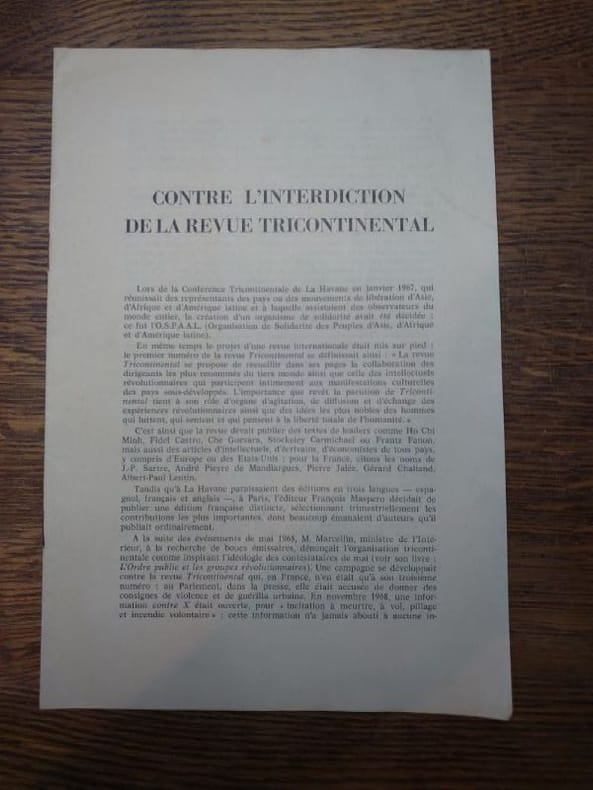 CONTRE L'INTERDICTION
DE LA REVUE TRICONTINENTAL
Lors de la Conference Tricontinentale de La Havane en janvier 1967, qui
réunissait des représentants des pays ou des mouvements de libération d'Asie,
d'Afrique et d'Amérique latine et à laquelle assistaient des observateurs du
monde entier, la création d'un organisme de solidarité avait été décidée :
ce fut l'O.S.P.A.A.L. (Organisation de Solidarité des Peuples d'Asie, d'Afrique
et d'Amérique latine).
En même temps le projet d'une revue internationale était mis sur pied :
le premier numéro de la revue Tricontinental se définissait ainsi : « La revue
Tricontinental se propose de recueillir dans ses pages la collaboration des
dirigeants les plus renommés du tiers monde ainsi que celle des intellectuels
révolutionnaires qui participent intimement aux manifestations culturelles
des pays sous-développés. L'importance que revêt la parution de Triconti-
nental tient à son rôle d'organe d'agitation, de diffusion et d'échange des
expériences révolutionnaires ainsi que des idées les plus nobles des hommes
qui luttent, qui sentent et qui pensent à la liberté totale de l'humanité. »
C'est ainsi que la revue devait publier des textes de leaders comme Ho Chi
Minh, Fidel Castro, Che Guevara, Stockeley Carmichael ou Frantz Fanon,
mais aussi des articles d'intellectuels, d'écrivains, d'économistes de tous pays,
y compris d'Europe ou des Etats-Unis : pour la France, citons les noms de
J.-P. Sartre, André Pieyre de Mandiargues, Pierre Jalée, Gérard Chaliand,
Albert-Paul Lentin.
Tandis qu'à La Havane paraissaient des éditions en trois langues — espa-
gnol, français et anglais —, à Paris, l'éditeur François Maspero décidait de
publier une édition française distincte, sélectionnant trimestriellement les
contributions les plus importantes, dont beaucoup émanaient d'auteurs qu'il
publiait ordinairement.
A la suite des événements de mai 1968, M. Marcellin, ministre de l'Inté-
rieur, à la recherche de boucs émissaires, dénonçait l'organisation triconti-
nentale comme inspirant l'idéologie des contestataires de mai (voir son livre :
L'Ordre public et les groupes révolutionnaires). Une campagne se développait
contre la revue Tricontinental qui, en France, n'en était qu'à son troisième
numéro : au Parlement, dans la presse, elle était accusée de donner des
consignes de violence et de guérilla urbaine. En novembre 1968, une infor-
mation contre X était ouverte, pour « incitation à meurtre, à vol, pillage
et incendie volontaire » : cette information n'a jamais abouti à aucune in-